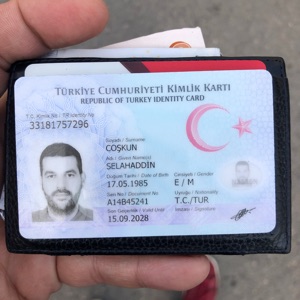 TÜRKİYE CUMHURİYETİ KİMLİK KARTI
REPUBLIC OF TURKEY IDENTITY CARD
T.C. Kimlik No / TR Identity No
33181757296
Soyadı / Surname
COŞKUN
Adı / Given Name(s)
SELAHADDİN
Doğum Tarihi / Date of Birth
Cinsiyeti / Gender
17.05.1985
E / M
Seri No / Document No
Uyruğu / Nationality
A14B45241
T.C./TUR
Son Geçerlilik / Valid Until
İmzası / Signature
15.09.2028